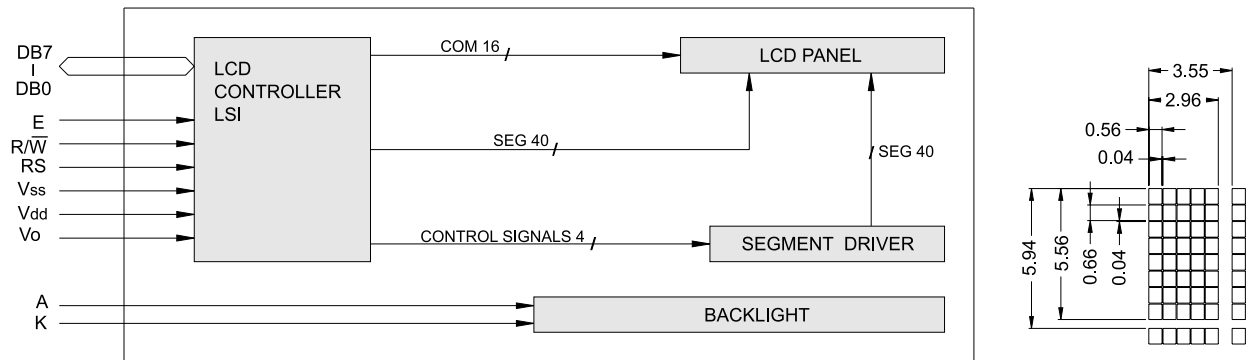 DB7
DB0
E
R/W̅
RS
Vss
Vdd
Vo
A
K
LCD
CONTROLLER
LSI
COM 16
SEG 40
CONTROL SIGNALS 4
LCD PANEL
SEG 40
SEGMENT DRIVER
BACKLIGHT
3.55
2.96
0.56
0.04
5.94
5.56
0.66
0.04